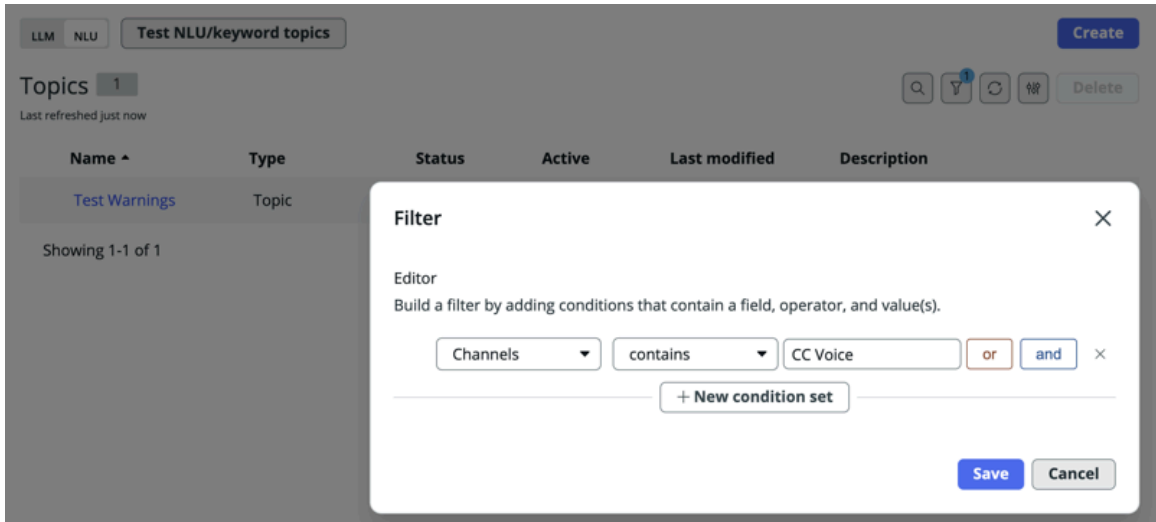 LLM NLU Test NLU/keyword topics Create
Topics 1 1 Delete
Last refreshed just now
Name Type Status Active Last modified Description
Test Warnings Topic
Showing 1-1 of 1
Filter
Editor
Build a filter by adding conditions that contain a field, operator, and value(s).
Channels contains CC Voice or and
+ New condition set
Save Cancel